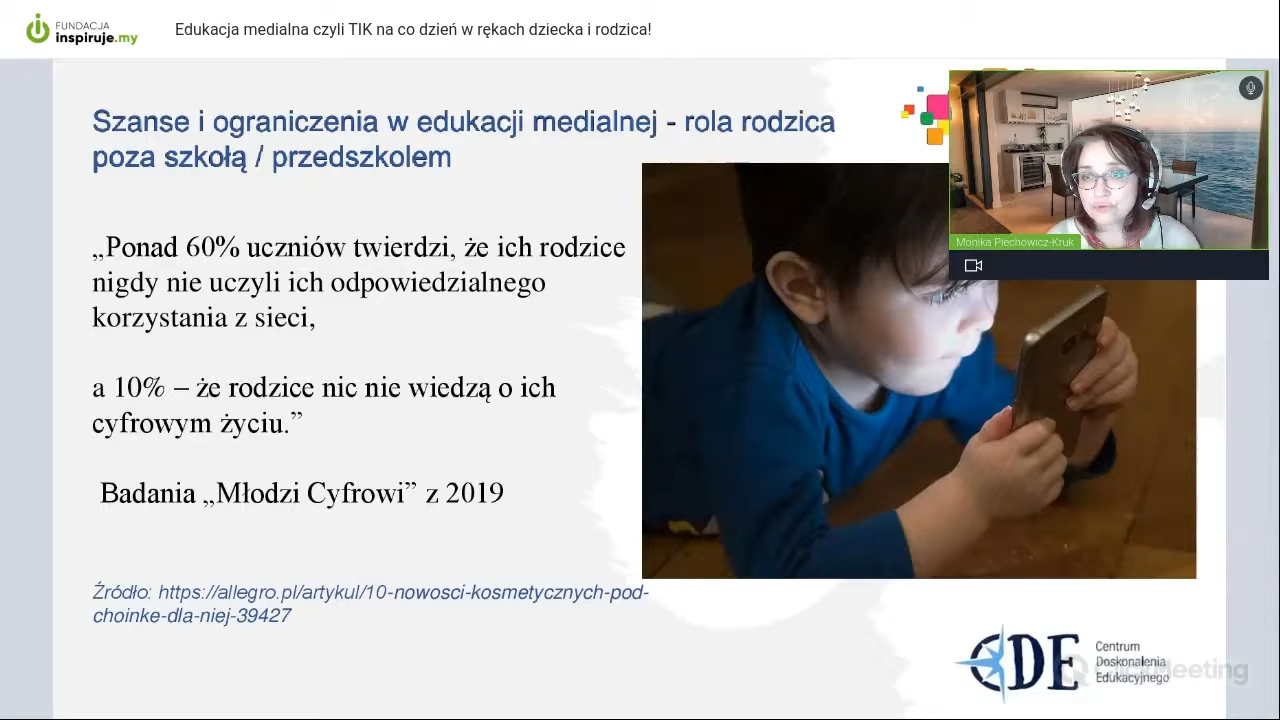 FUNDACJA
inspiruje.my
Edukacja medialna czyli TIK na co dzień w rękach dziecka i rodzica!
Szanse i ograniczenia w edukacji medialnej - rola rodzica
poza szkołą / przedszkolem
„Ponad 60% uczniów twierdzi, że ich rodzice
nigdy nie uczyli ich odpowiedzialnego
korzystania z sieci,
a 10% – że rodzice nic nie wiedzą o ich
cyfrowym życiu.”
Badania „Młodzi Cyfrowi” z 2019
Źródło: https://allegro.pl/artykul/10-nowosci-kosmetycznych-pod-
choinke-dla-niej-39427
Monika Piechowicz-Kruk
CDE
Centrum
Doskonalenia
Edukacyjnego
ClickMeeting